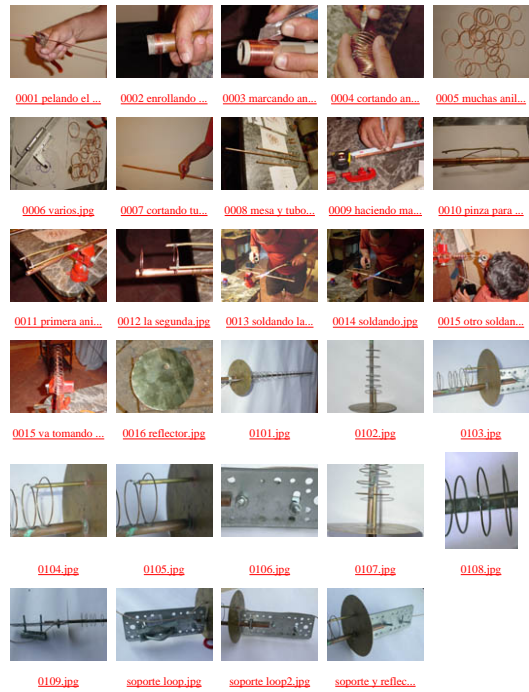 0001 pelando el ...
0002 enrollando ...
0003 marcando an...
0004 cortando an...
0005 muchas anil...
0006 varios.jpg
0007 cortando tu...
0008 mesa y tubo...
0009 haciendo ma...
0010 pinza para ...
0011 primera ani...
0012 la segunda.jpg
0013 soldando la...
0014 soldando.jpg
0015 otro soldan...
0015 va tomando ...
0016 reflector.jpg
0101.jpg
0102.jpg
0103.jpg
0104.jpg
0105.jpg
0106.jpg
0107.jpg
0108.jpg
0109.jpg
soporte loop.jpg
soporte loop2.jpg
soporte y reflec...